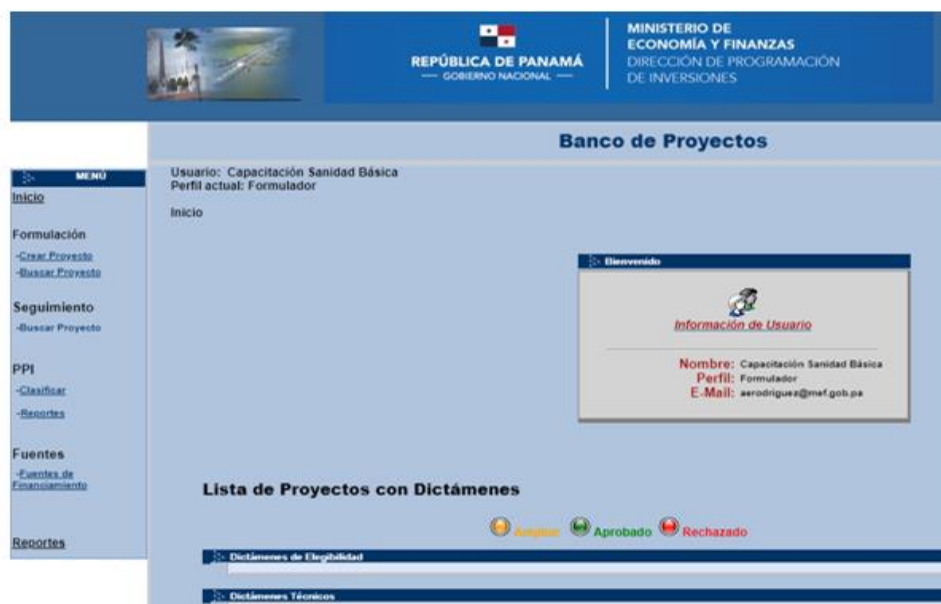 REPÚBLICA DE PANAMÁ
— GOBIERNO NACIONAL —
MINISTERIO DE
ECONOMÍA Y FINANZAS
DIRECCIÓN DE PROGRAMACIÓN
DE INVERSIONES
Banco de Proyectos
MENÚ
Inicio
Formulación
-Crear Proyecto
-Buscar Proyecto
Seguimiento
-Buscar Proyecto
PPI
-Clasificar
-Reportes
Fuentes
-Fuentes de
Financiamiento
Reportes
Usuario: Capacitación Sanidad Básica
Perfil actual: Formulador
Inicio
Bienvenido
Información de Usuario
Nombre: Capacitación Sanidad Básica
Perfil: Formulador
E-Mail: aerodriguez@mef.gob.pa
Lista de Proyectos con Dictámenes
Aprobado Rechazado
Dictámenes de Elegibilidad
Dictámenes Técnicos